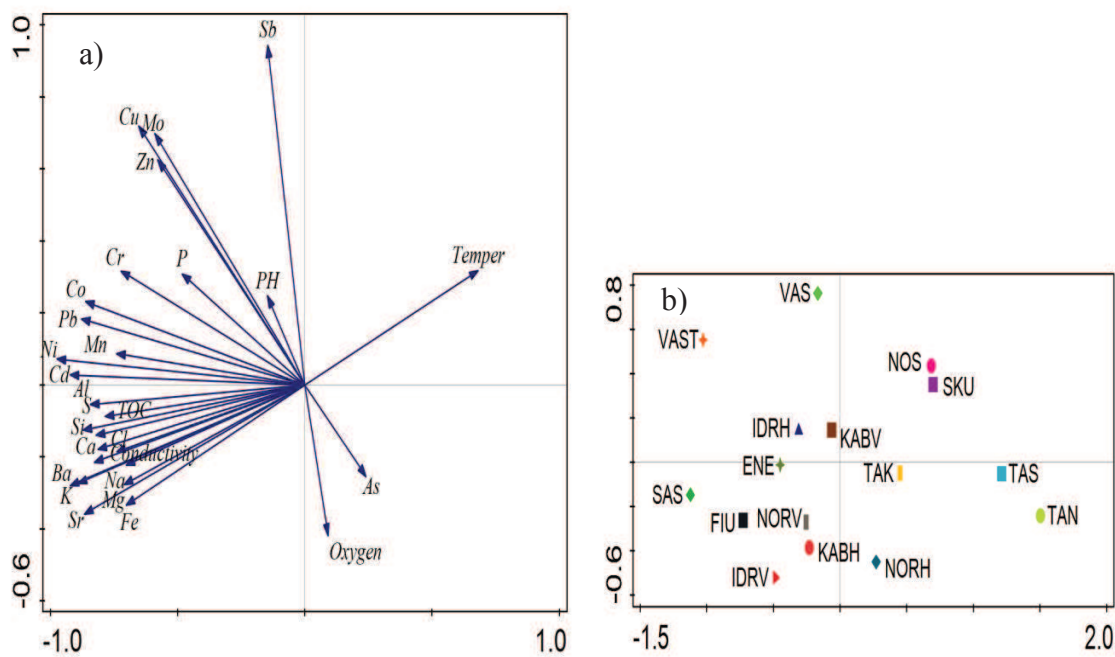 a)
1.0
-0.6
-1.0
1.0
Sb
Cu
Mo
Zn
Cr
P
PH
Temper
Co
Pb
Mn
Ni
Cd
Al
S
TOC
Si
Cl
Ca
Conductivity
Ba
Na
K
Mg
Sr
Fe
As
Oxygen
b)
0.8
-0.6
-1.5
2.0
VAS
VAST
NOS
SKU
IDRH
KABV
ENE
TAK
TAS
SAS
TAN
FIU
NORV
KABH
NORH
IDRV